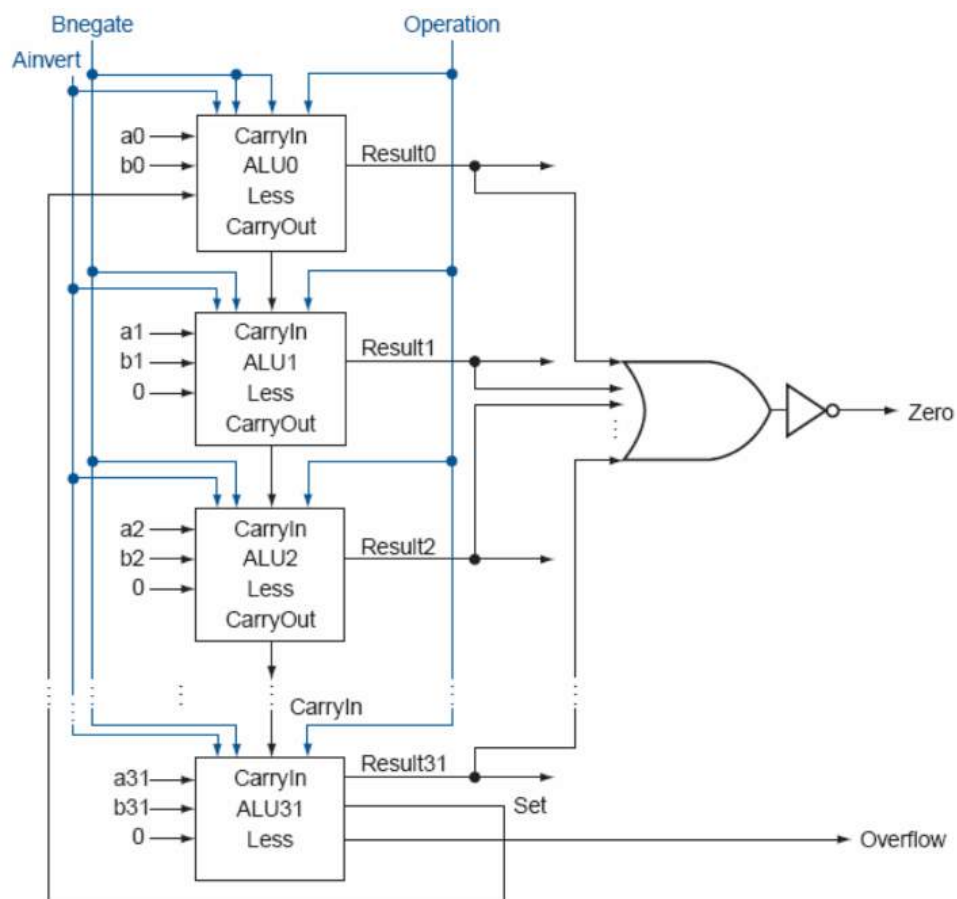 Bnegate
Operation
Ainvert
a0
CarryIn
b0
ALU0
Result0
Less
CarryOut
a1
CarryIn
b1
ALU1
Result1
0
Less
CarryOut
Zero
a2
CarryIn
b2
ALU2
Result2
0
Less
CarryOut
CarryIn
a31
CarryIn
Result31
b31
ALU31
Set
0
Less
Overflow